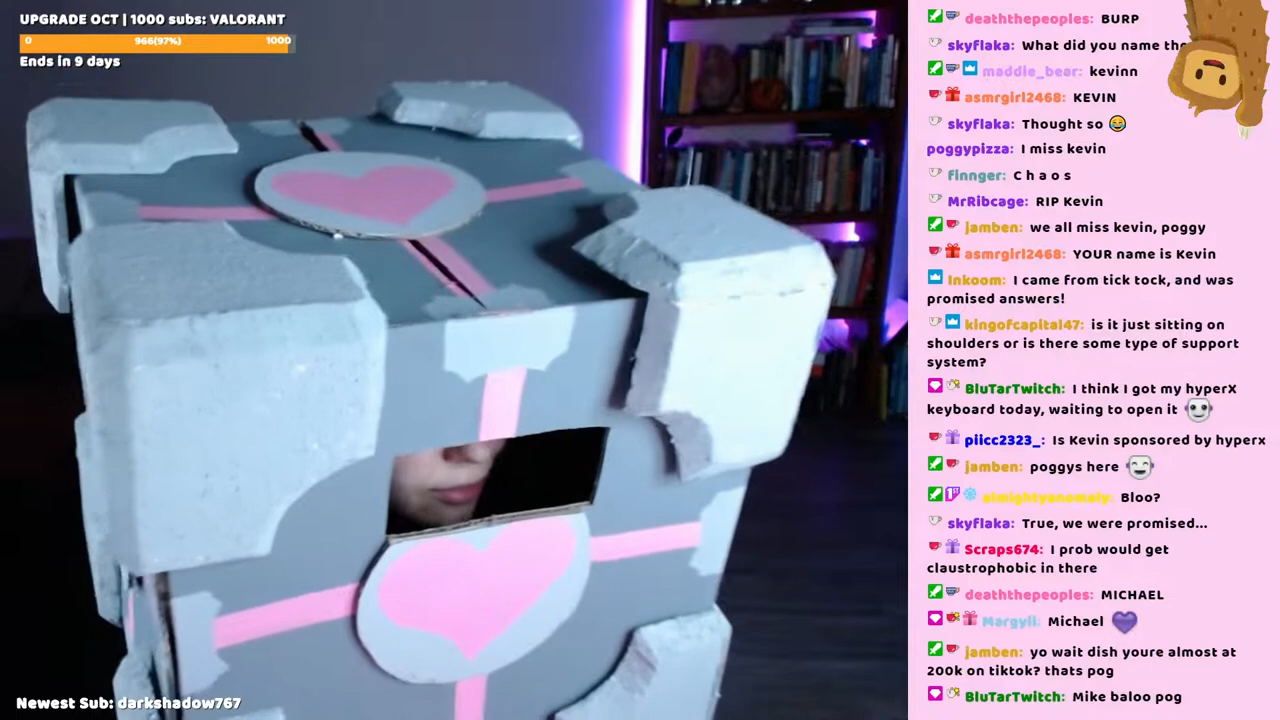 UPGRADE OCT | 1000 subs: VALORANT
0 966(97%) 1000
Ends in 9 days
deaththepeoples: BURP
skyflaka: What did you name the
maddie_bear: kevinn
asmrgirl2468: KEVIN
skyflaka: Thought so 😂
poggypizza: I miss kevin
finnger: C h a o s
MrRibcage: RIP Kevin
jamben: we all miss kevin, poggy
asmrgirl2468: YOUR name is Kevin
Inkoom: I came from tick tock, and was
promised answers!
kingofcapital47: is it just sitting on
shoulders or is there some type of support
system?
BluTarTwitch: I think I got my hyperX
keyboard today, waiting to open it
piicc2323_: Is Kevin sponsored by hyperx
jamben: poggys here
almightyanomaly: Bloo?
skyflaka: True, we were promised...
Scraps674: I prob would get
claustrophobic in there
deaththepeoples: MICHAEL
Margyli: Michael 💜
jamben: yo wait dish youre almost at
200k on tiktok? thats pog
BluTarTwitch: Mike baloo pog
Newest Sub: darkshadow767